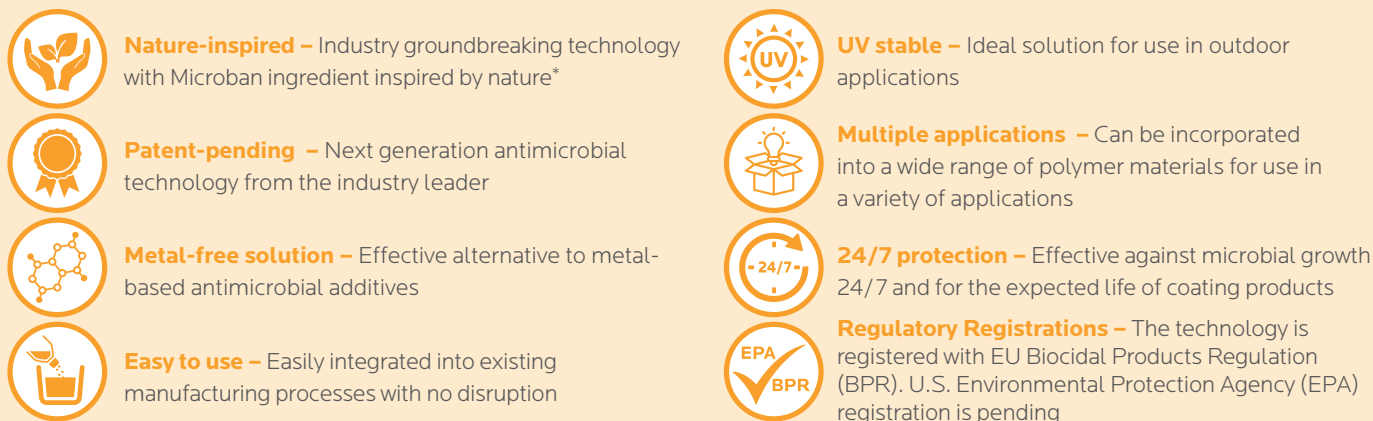 Nature-inspired – Industry groundbreaking technology
with Microban ingredient inspired by nature*
Patent-pending – Next generation antimicrobial
technology from the industry leader
Metal-free solution – Effective alternative to metal-
based antimicrobial additives
Easy to use – Easily integrated into existing
manufacturing processes with no disruption
UV
UV stable – Ideal solution for use in outdoor
applications
Multiple applications – Can be incorporated
into a wide range of polymer materials for use in
a variety of applications
24/7
24/7 protection – Effective against microbial growth
24/7 and for the expected life of coating products
EPA
BPR
Regulatory Registrations – The technology is
registered with EU Biocidal Products Regulation
(BPR). U.S. Environmental Protection Agency (EPA)
registration is pending